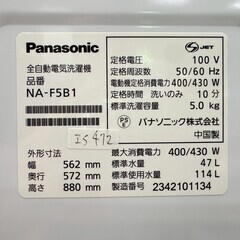 Panasonic
全自動電気洗濯機
品番
NA-F5B1
I5472
外形寸法
幅 562 mm
奥行 572 mm
高さ 880 mm
S JET
定格電圧 100 V
定格周波数 50/60 Hz
電動機定格消費電力 400/430 W
定格時間 洗い のみ 10 分
標準洗濯容量 5.0 kg
PS E
パナソニック株式会社
中国製
最大消費電力 400/430 W
標準水量 47 L
標準使用水量 114 L
製造番号 2342101134